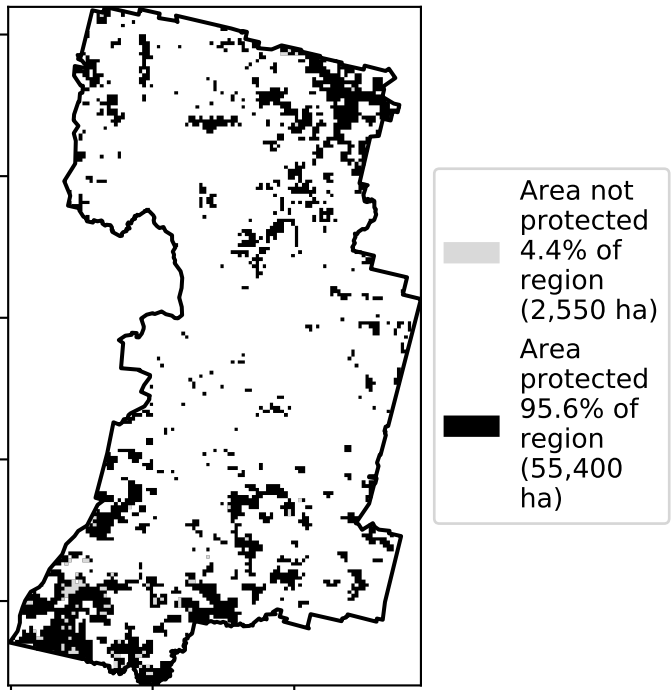 Area not
protected
4.4% of
region
(2,550 ha)
Area
protected
95.6% of
region
(55,400
ha)